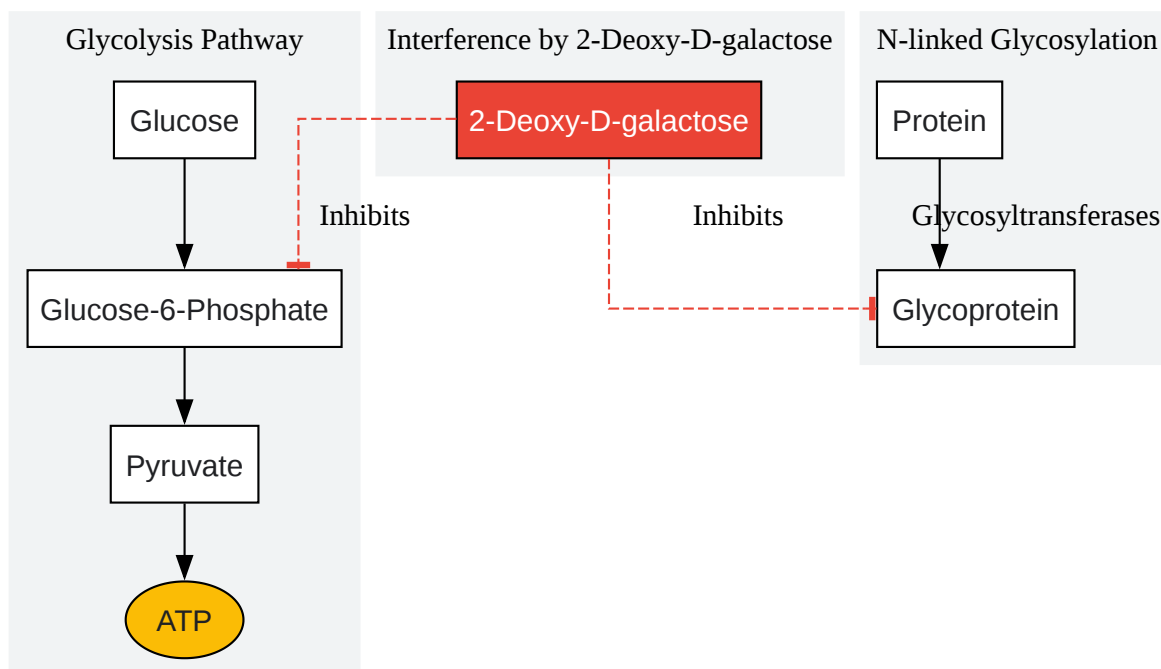 Glycolysis Pathway
Interference by 2-Deoxy-D-galactose
N-linked Glycosylation
Glucose
2-Deoxy-D-galactose
Protein
Inhibits
Inhibits
Glycosyltransferases
Glucose-6-Phosphate
Glycoprotein
Pyruvate
ATP